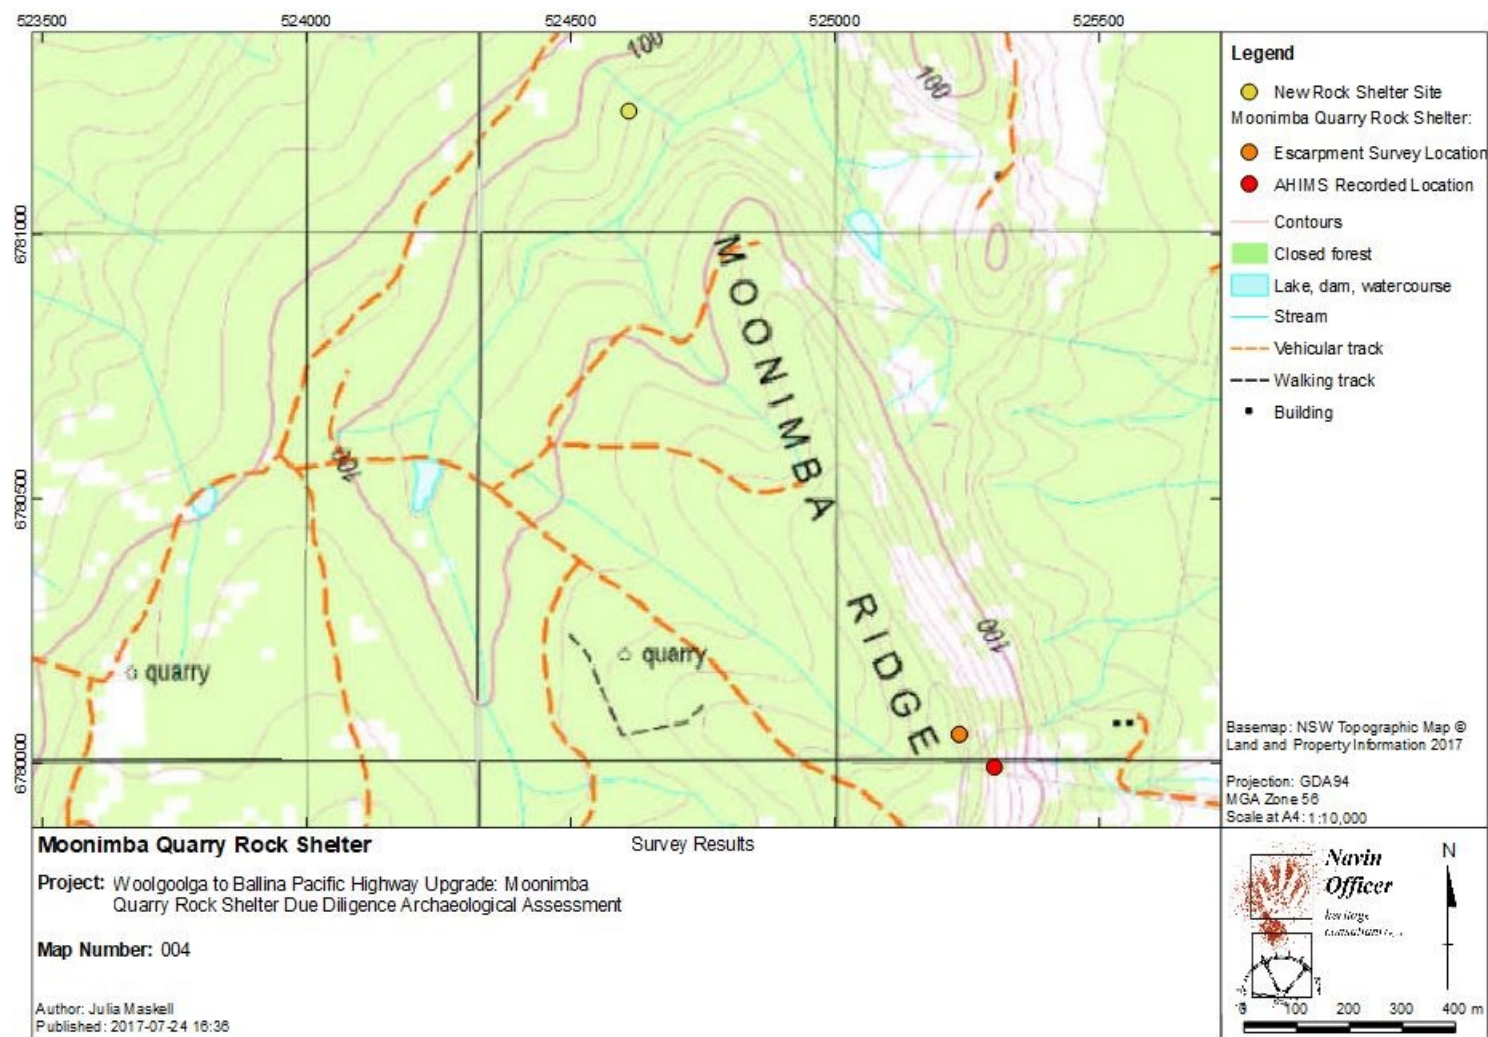 523500 524000 524500 525000 525500
6781000
6780500
6780000
100
100
100
100
MOONIMBA
RIDGE
quarry
quarry
Legend
New Rock Shelter Site
Moonimba Quarry Rock Shelter:
Escarpment Survey Location
AHIMS Recorded Location
Contours
Closed forest
Lake, dam, watercourse
Stream
Vehicular track
Walking track
Building
Basemap: NSW Topographic Map ©
Land and Property Information 2017
Projection: GDA94
MGA Zone 56
Scale at A4: 1:10,000
Moonimba Quarry Rock Shelter
Survey Results
Project: Woolgoolga to Ballina Pacific Highway Upgrade: Moonimba
Quarry Rock Shelter Due Diligence Archaeological Assessment
Map Number: 004
Author: Julia Maskell
Published: 2017-07-24 16:36
Navin
Officer
heritage
N
0 100 200 300 400 m